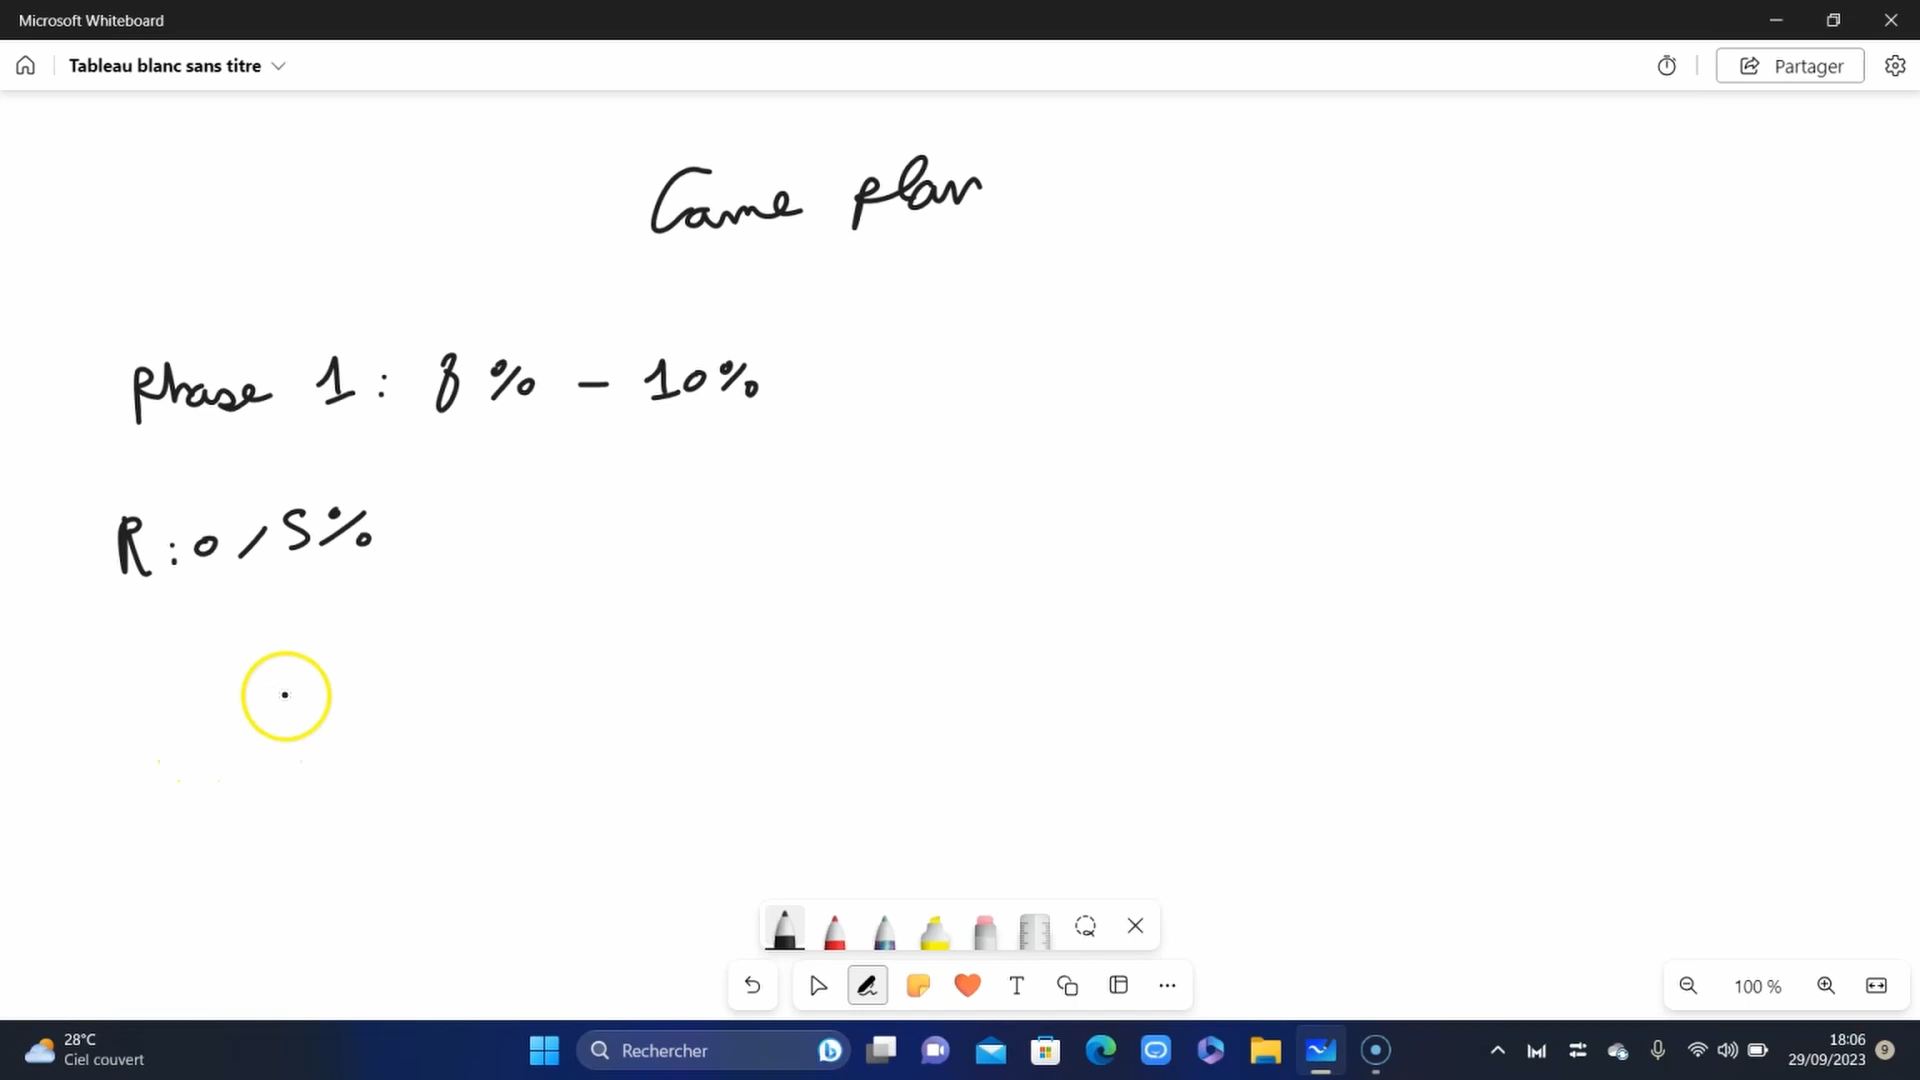 Microsoft Whiteboard
Tableau blanc sans titre
Partager
Game plan
Phase 1: 8% - 10%
R: 0,5%
100 %
28°C
Ciel couvert
Rechercher
18:06
29/09/2023
9